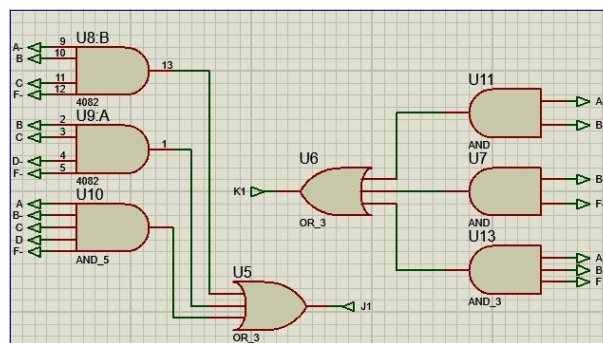 U8:B
A- 9
B 10
C 11
F- 12
13
4082
U9:A
B 2
C 3
D- 4
F- 5
1
4082
U10
A
B-
C
D
F-
AND_5
U5
OR_3
J1
K1
U6
OR_3
U11
A
B
AND
U7
B
F-
AND
U13
A
B
F
AND_3